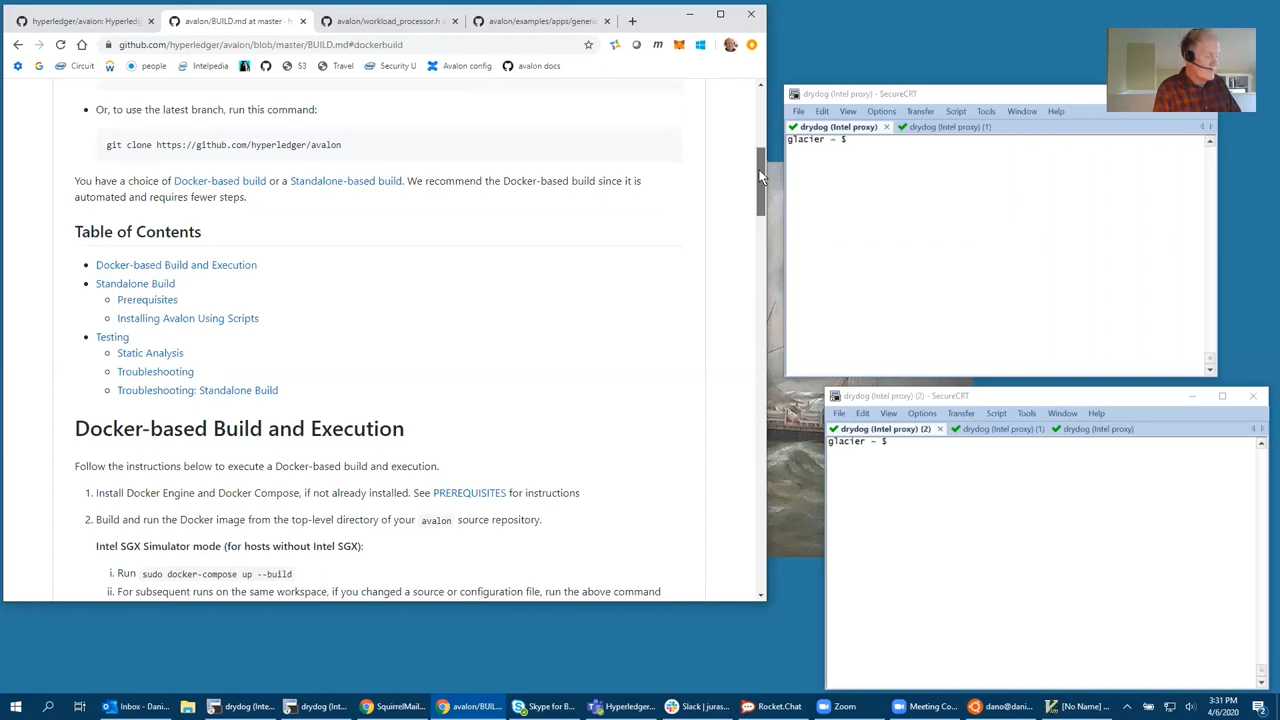 hyperledger/avalon: Hyperledg
avalon/BUILD.md at master · h
avalon/workload_processor.h a
avalon/examples/apps/generic
github.com/hyperledger/avalon/blob/master/BUILD.md#dockerbuild
Circuit
people
Intelpedia
S3
Travel
Security U
Avalon config
avalon docs
• Or, to use the latest bransh, run this command:
git clone https://github.com/hyperledger/avalon
You have a choice of Docker-based build or a Standalone-based build. We recommend the Docker-based build since it is
automated and requires fewer steps.
Table of Contents
• Docker-based Build and Execution
• Standalone Build
○ Prerequisites
○ Installing Avalon Using Scripts
• Testing
○ Static Analysis
○ Troubleshooting
○ Troubleshooting: Standalone Build
Docker-based Build and Execution
Follow the instructions below to execute a Docker-based build and execution.
1. Install Docker Engine and Docker Compose, if not already installed. See PREREQUISITES for instructions
2. Build and run the Docker image from the top-level directory of your avalon source repository.
Intel SGX Simulator mode (for hosts without Intel SGX):
i. Run sudo docker-compose up --build
ii. For subsequent runs on the same workspace, if you changed a source or configuration file, run the above command
drydog (Intel proxy) - SecureCRT
File Edit View Options Transfer Script Tools Window Help
drydog (Intel proxy) drydog (Intel proxy) (1)
glacier ~ $
drydog (Intel proxy) (2) - SecureCRT
File Edit View Options Transfer Script Tools Window Help
drydog (Intel proxy) (2) drydog (Intel proxy) (1) drydog (Intel proxy)
glacier ~ $
Inbox - Dani...
drydog (Inte...
drydog (Int...
SquirrelMail...
avalon/BUIL...
Skype for B...
Hyperledger...
Slack | juras...
Rocket.Chat
Zoom
Meeting Co...
dano@dani...
[No Name] ...
3:31 PM
4/6/2020
2